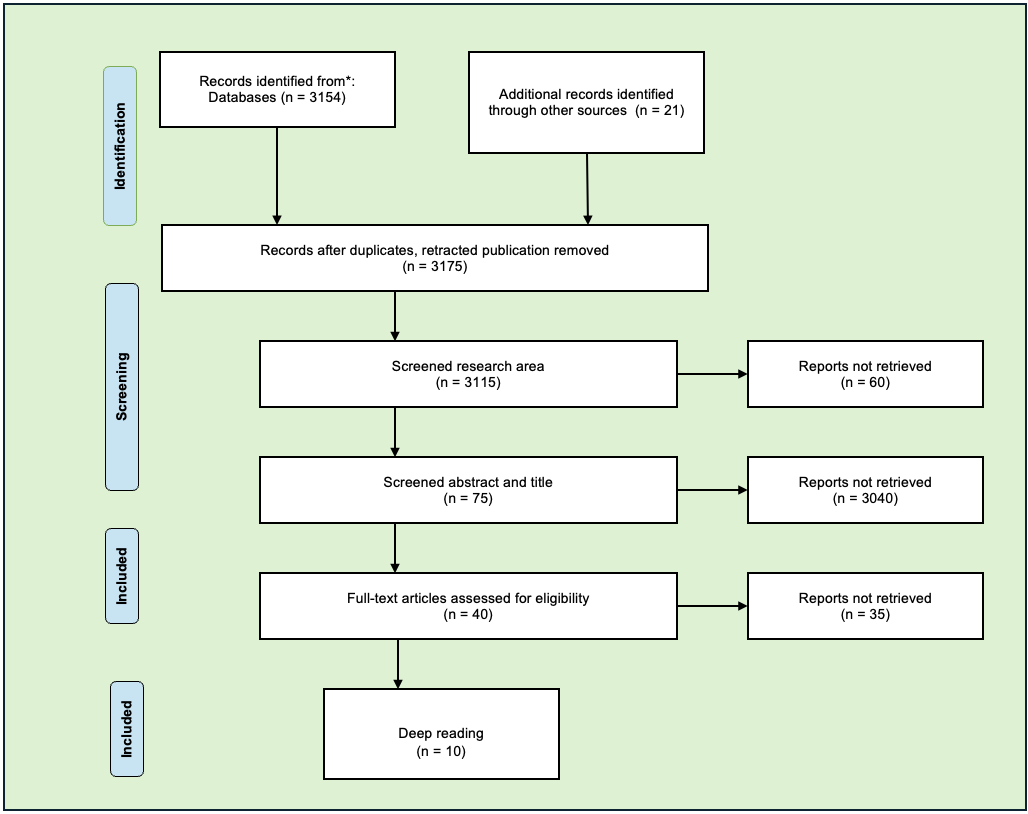 Identification
Records identified from*:
Databases (n = 3154)
Additional records identified
through other sources  (n = 21)
Records after duplicates, retracted publication removed
(n = 3175)
Screening
Screened research area
(n = 3115)
Reports not retrieved
(n = 60)
Screened abstract and title
(n = 75)
Reports not retrieved
(n = 3040)
Included
Full-text articles assessed for eligibility
(n = 40)
Reports not retrieved
(n = 35)
Included
Deep reading
(n = 10)